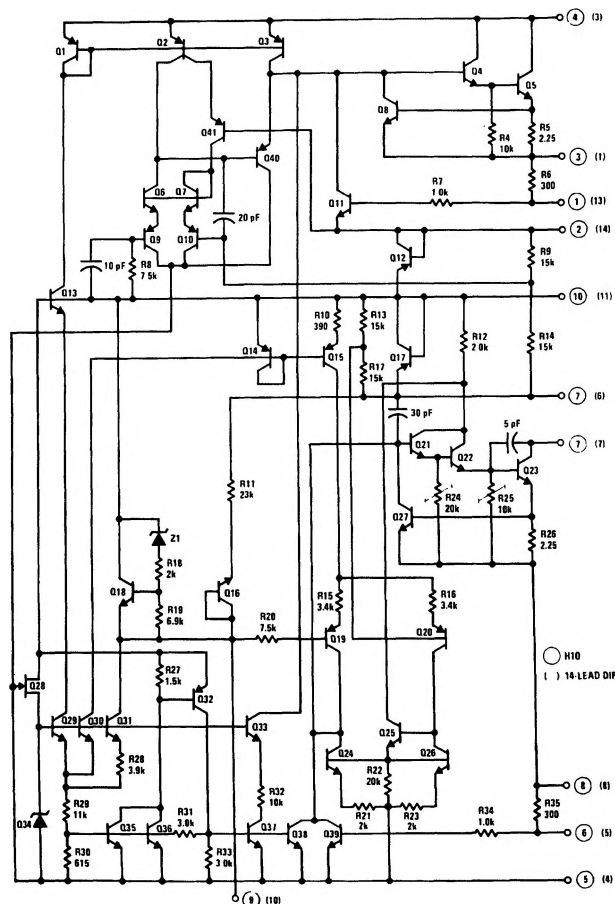 Q1
Q2
Q3
4 (3)
Q4
Q5
Q8
R4
10k
R5
2.25
Q41
Q40
3 (1)
R7
1 0k
R6
300
Q11
1 (13)
Q6
Q7
20 pF
2 (14)
Q9
Q10
Q12
R9
15k
10 pF
R8
7 5k
Q13
10 (11)
R10
390
R13
15k
R12
2 0k
R14
15k
Q14
Q15
Q17
R17
15k
7 (6)
30 pF
5 pF
Q21
7 (7)
Q22
Q23
R11
23k
R24
20k
R25
10k
Q27
R26
2.25
Z1
R18
2k
Q18
R19
6.9k
Q16
R15
3.4k
R16
3.4k
R20
7.5k
Q19
Q20
H10
( ) 14-LEAD DIP
R27
1.5k
Q32
Q28
Q29
Q30
Q31
Q33
Q25
Q24
Q26
R28
3.9k
R22
20k
R32
10k
8 (8)
R29
11k
R21
2k
R23
2k
R35
300
Q34
R31
3.0k
R34
1.0k
Q35
Q36
Q37
Q38
Q39
6 (5)
R30
615
R33
3 0k
5 (4)
9 (10)